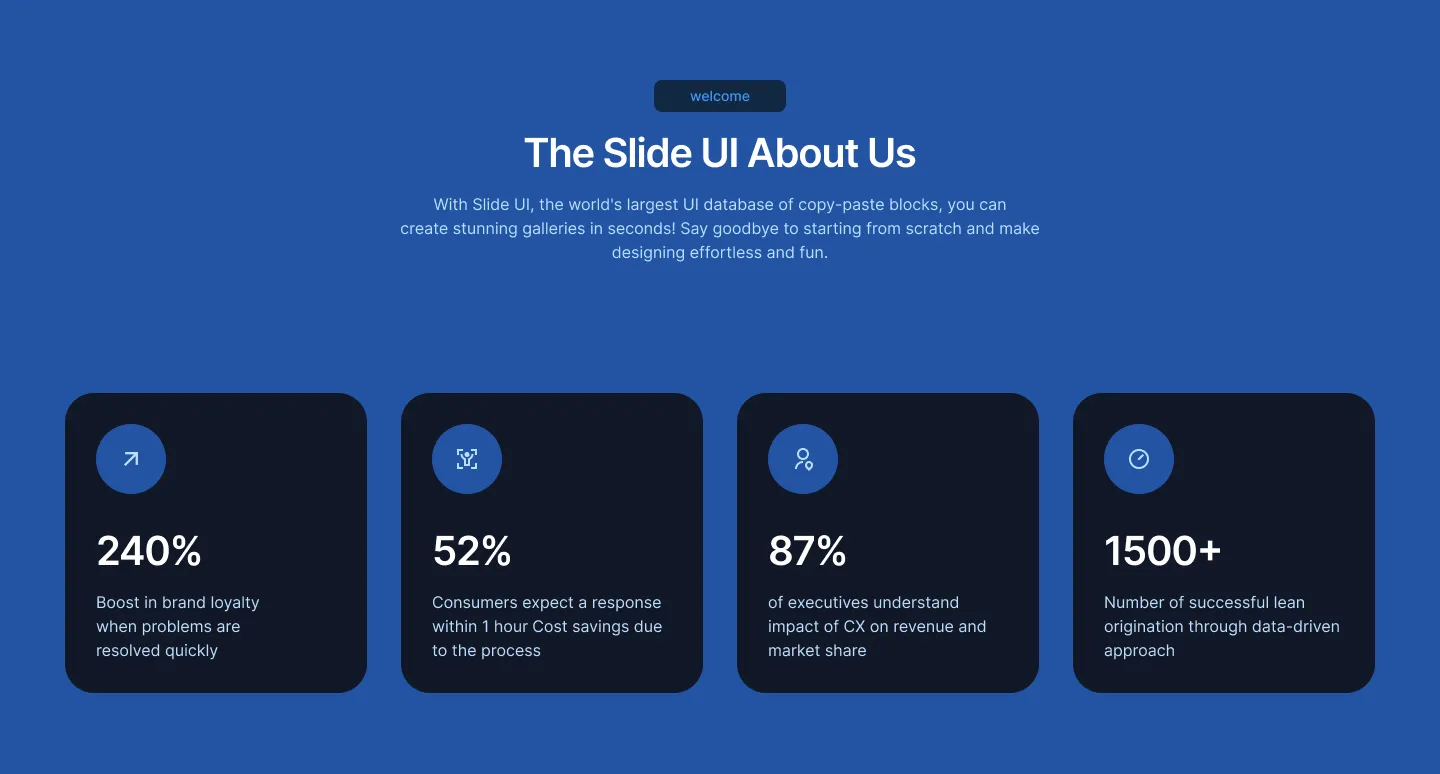 welcome
The Slide UI About Us
With Slide UI, the world's largest UI database of copy-paste blocks, you can
create stunning galleries in seconds! Say goodbye to starting from scratch and make
designing effortless and fun.
240%
Boost in brand loyalty
when problems are
resolved quickly
52%
Consumers expect a response
within 1 hour Cost savings due
to the process
87%
of executives understand
impact of CX on revenue and
market share
1500+
Number of successful lean
origination through data-driven
approach